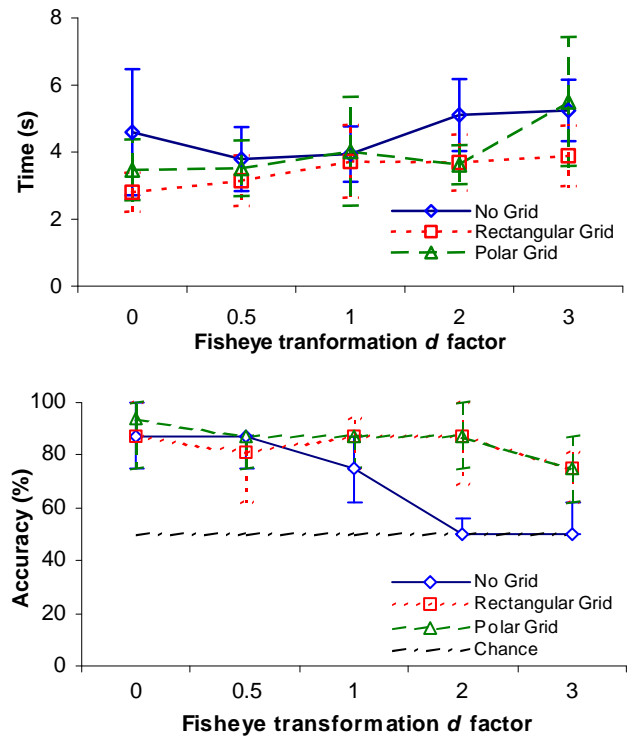 8
6
4
2
0
Time (s)
No Grid
Rectangular Grid
Polar Grid
0 0.5 1 2 3
Fisheye tranformation d factor
100
80
60
40
20
0
Accuracy (%)
No Grid
Rectangular Grid
Polar Grid
Chance
0 0.5 1 2 3
Fisheye transformation d factor